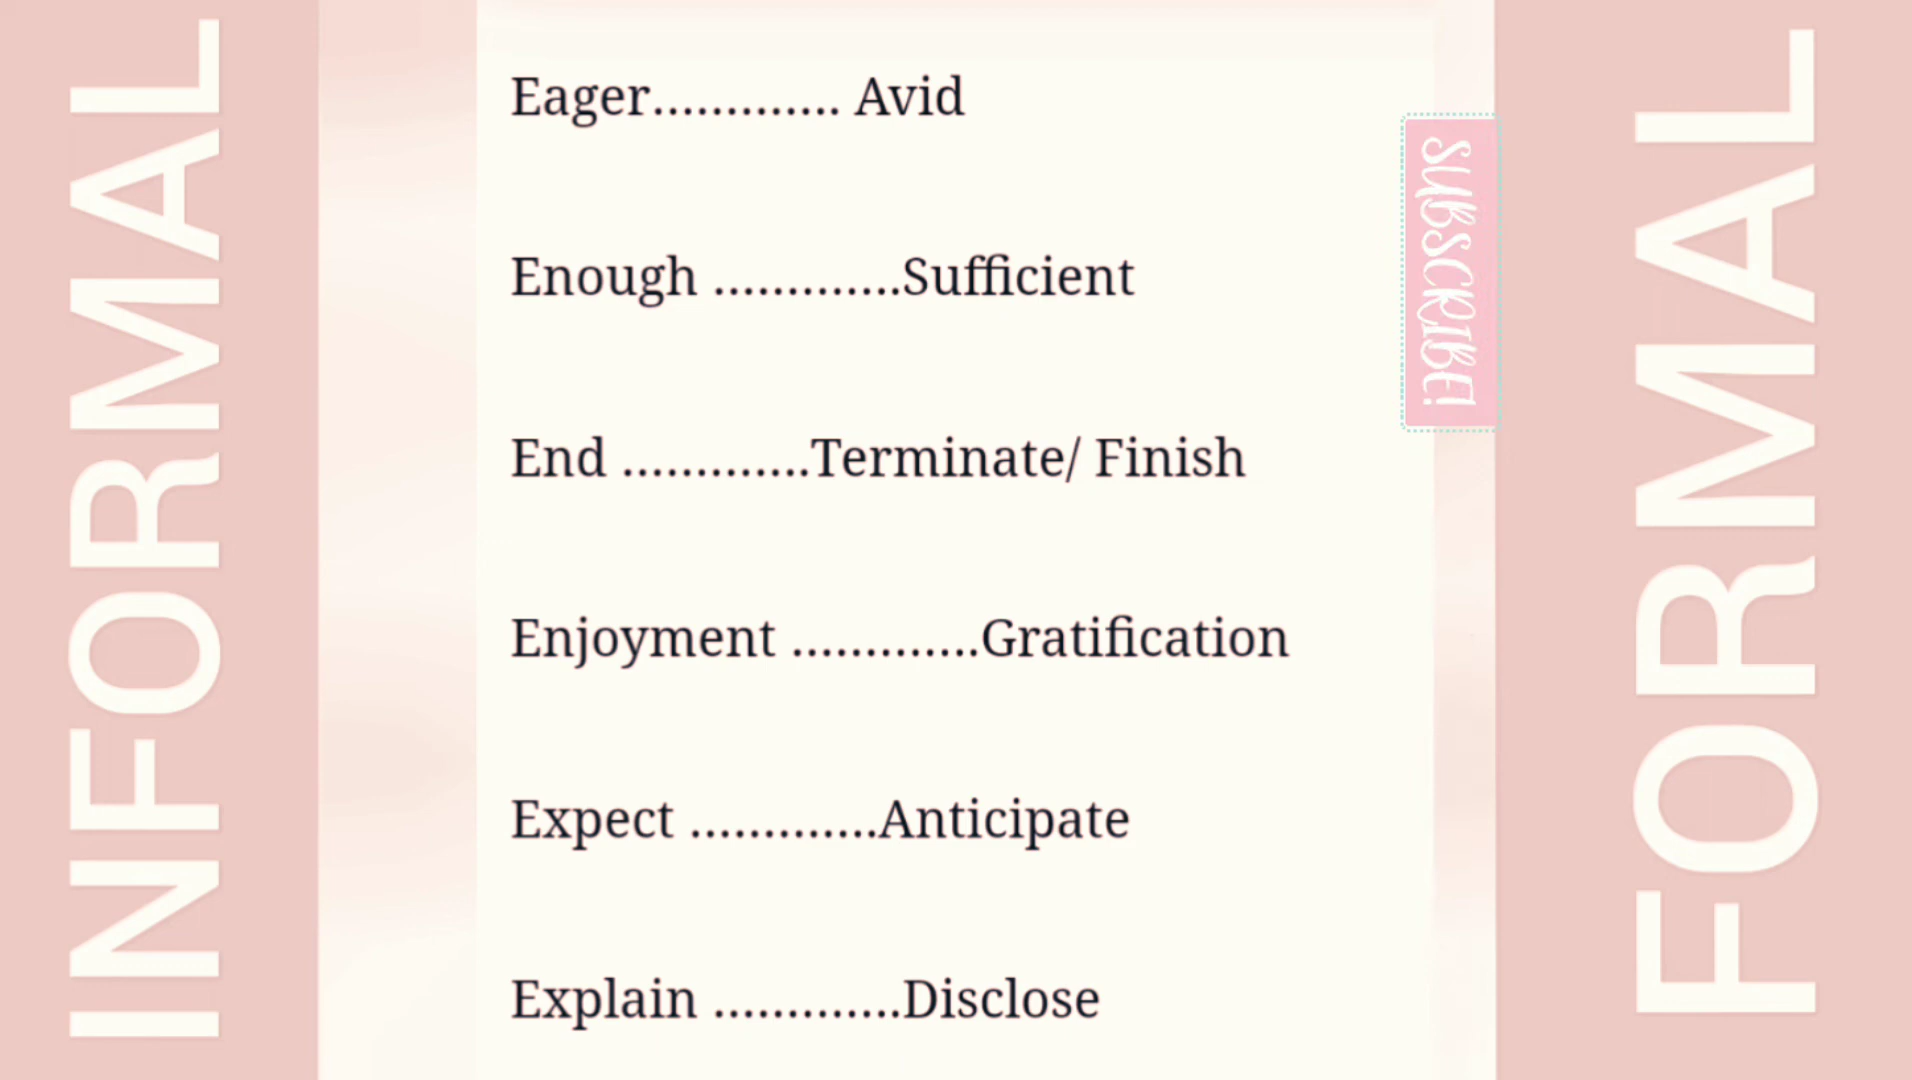 INFORMAL
Eager............. Avid
Enough .............Sufficient
End .............Terminate/ Finish
Enjoyment .............Gratification
Expect .............Anticipate
Explain .............Disclose
SUBSCRIBE!
FORMAL